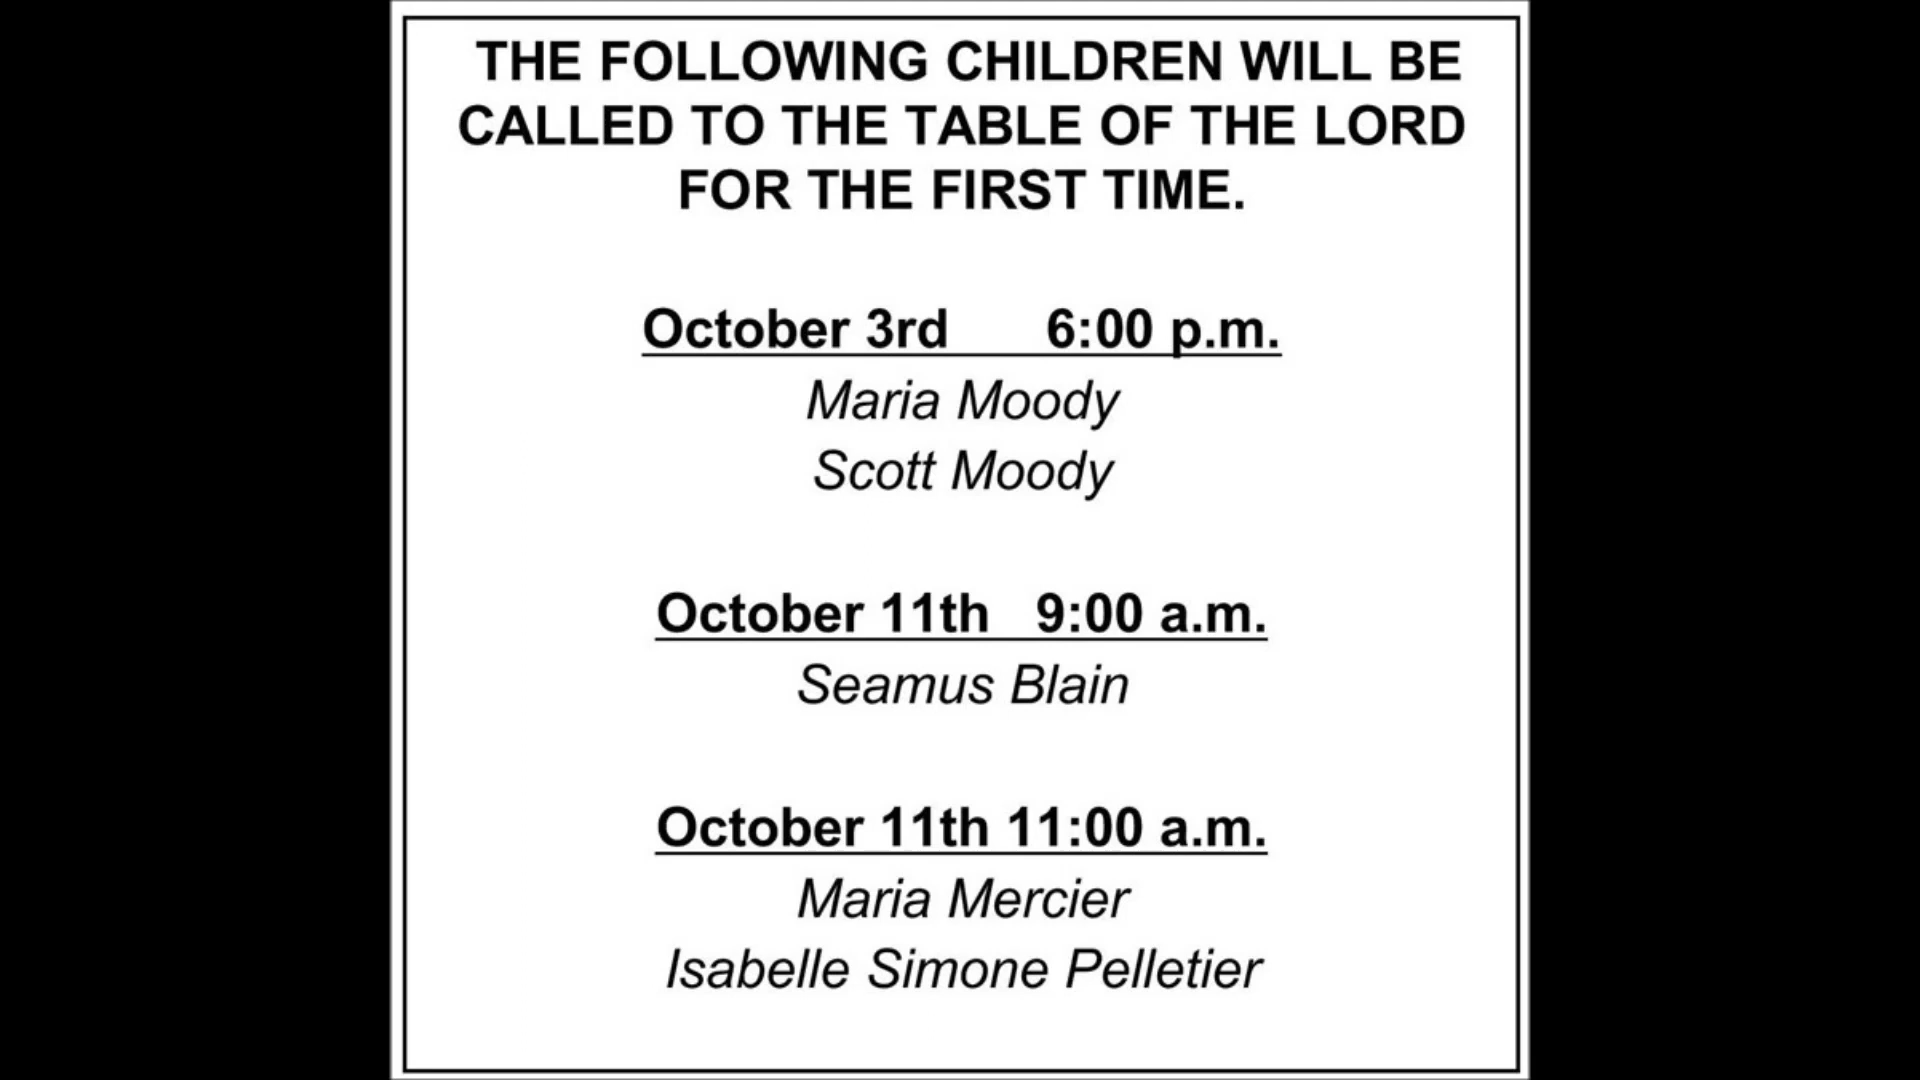 THE FOLLOWING CHILDREN WILL BE
CALLED TO THE TABLE OF THE LORD
FOR THE FIRST TIME.
October 3rd 6:00 p.m.
Maria Moody
Scott Moody
October 11th 9:00 a.m.
Seamus Blain
October 11th 11:00 a.m.
Maria Mercier
Isabelle Simone Pelletier